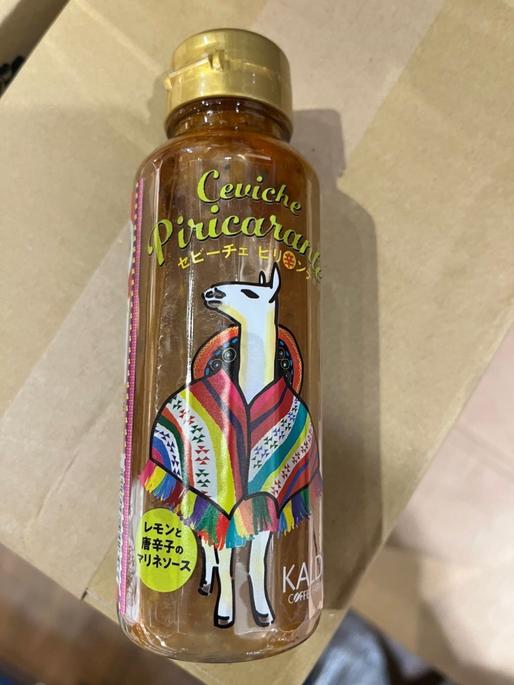 Ceviche
Piricarante
セビーチェ ピリ辛ンテ
レモンと
唐辛子の
マリネソース
KALDI